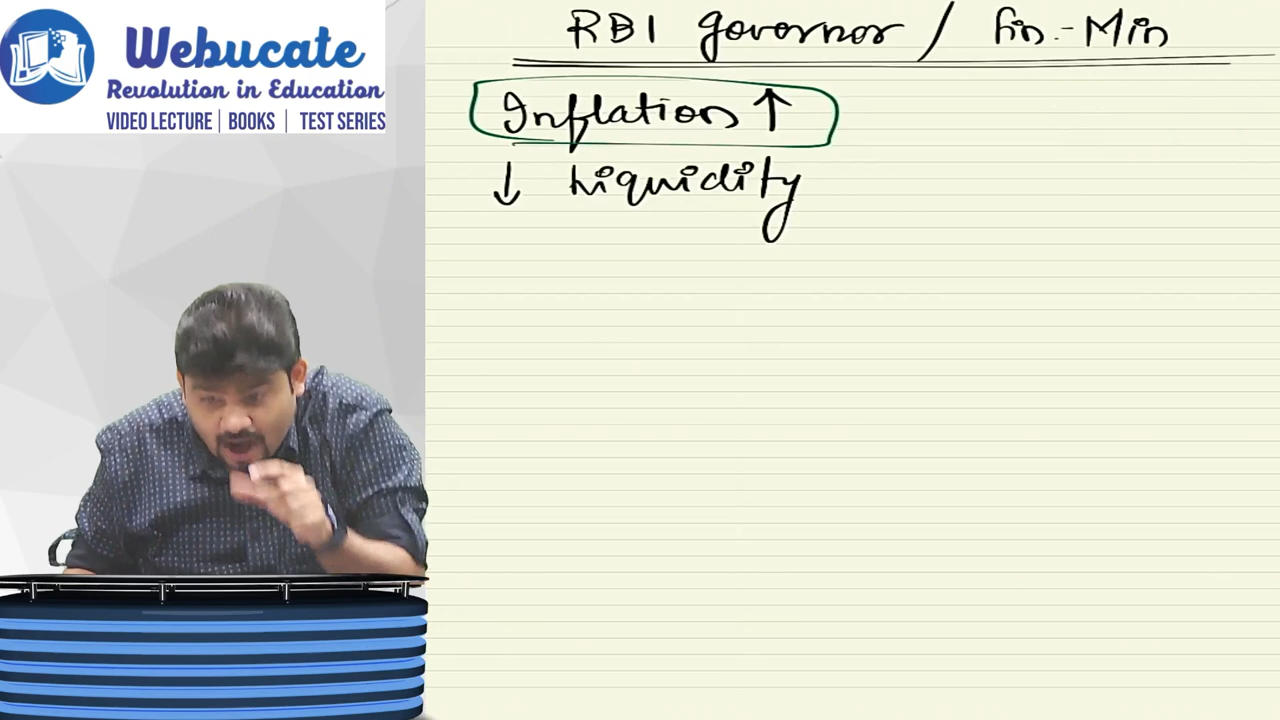 Webucate
Revolution in Education
VIDEO LECTURE | BOOKS | TEST SERIES
RBI governor / Fin.-Min
Inflation ↑
↓ Liquidity